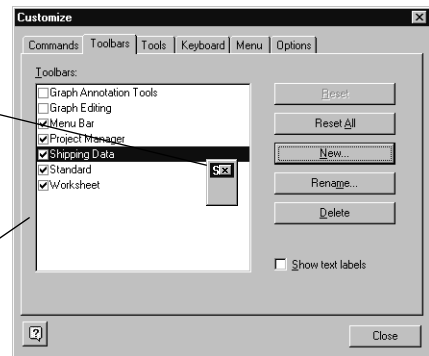 Customize
Commands Toolbars Tools Keyboard Menu Options
Toolbars:
Graph Annotation Tools
Graph Editing
Menu Bar
Project Manager
Shipping Data
Standard
Worksheet
S
Reset
Reset All
New...
Rename...
Delete
Show text labels
Close